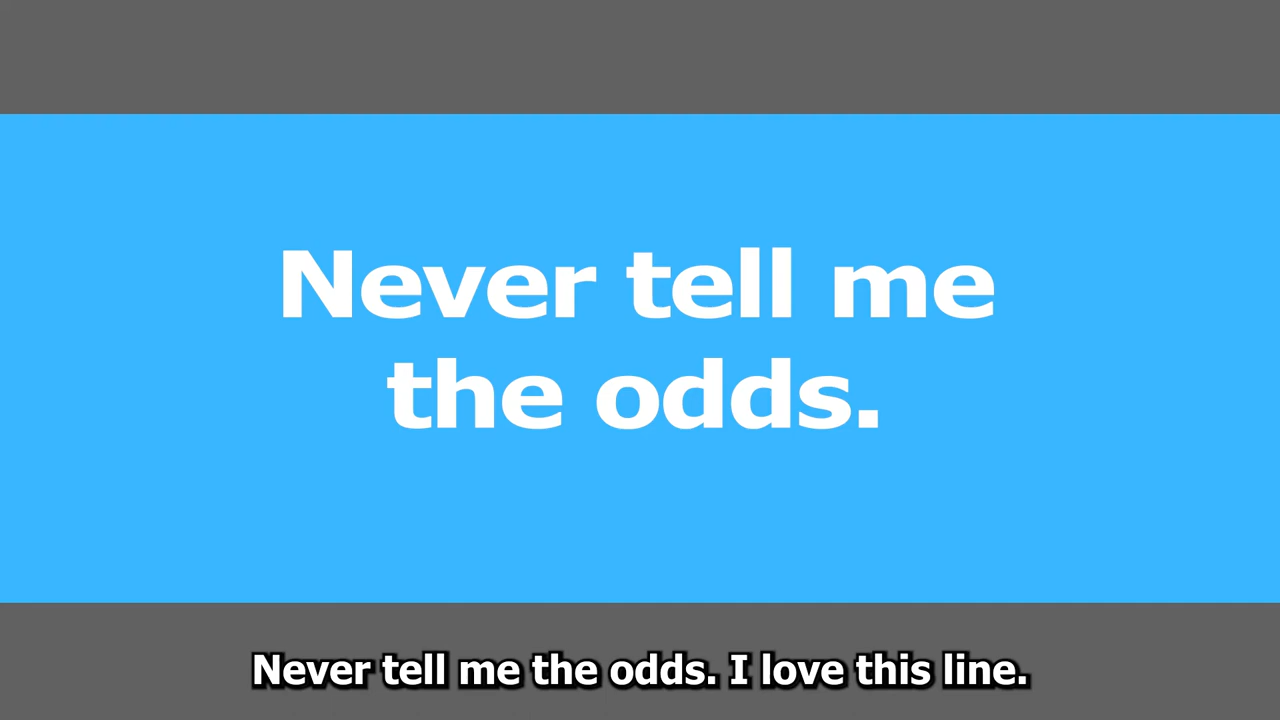 Never tell me
the odds.
Never tell me the odds. I love this line.